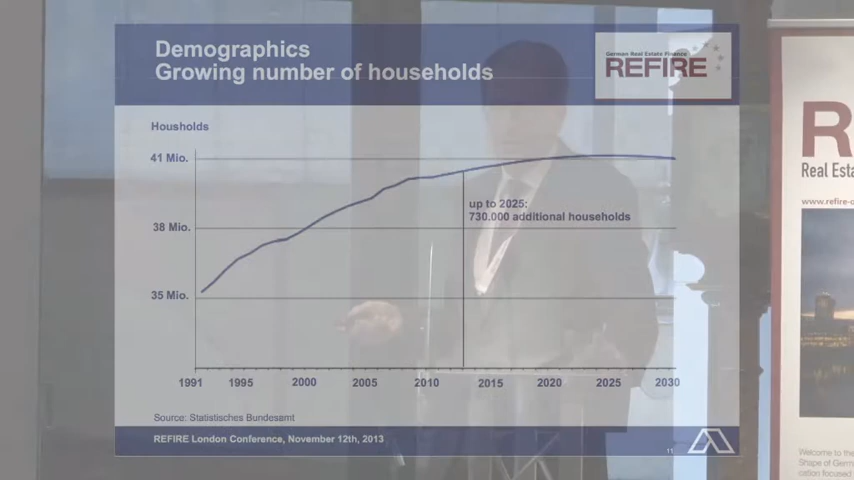 Demographics
Growing number of households
German Real Estate Finance
REFIRE
Housholds
41 Mio.
38 Mio.
35 Mio.
up to 2025:
730.000 additional households
1991 1995 2000 2005 2010 2015 2020 2025 2030
Source: Statistisches Bundesamt
REFIRE London Conference, November 12th, 2013
11
R
Real Esta
www.refire-o
Welcome to the
Shape of Germ
cation focused